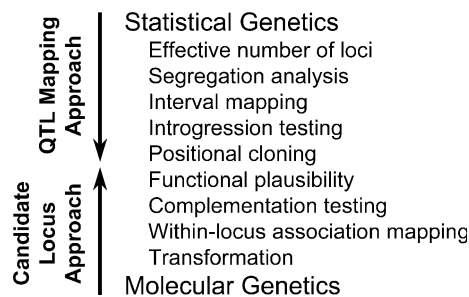 QTL Mapping
Approach
Candidate
Locus
Approach
Statistical Genetics
Effective number of loci
Segregation analysis
Interval mapping
Introgression testing
Positional cloning
Functional plausibility
Complementation testing
Within-locus association mapping
Transformation
Molecular Genetics